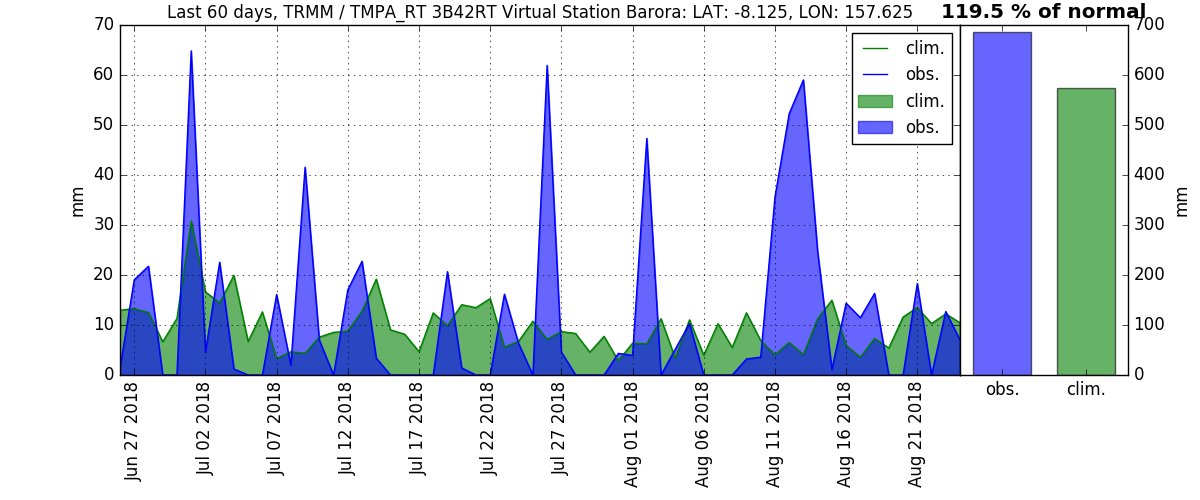 Last 60 days, TRMM / TMPA_RT 3B42RT Virtual Station Barora: LAT: -8.125, LON: 157.625
119.5 % of normal
70
60
50
40
30
20
10
0
mm
clim.
obs.
clim.
obs.
Jun 27 2018
Jul 02 2018
Jul 07 2018
Jul 12 2018
Jul 17 2018
Jul 22 2018
Jul 27 2018
Aug 01 2018
Aug 06 2018
Aug 11 2018
Aug 16 2018
Aug 21 2018
700
600
500
400
300
200
100
0
mm
obs.
clim.